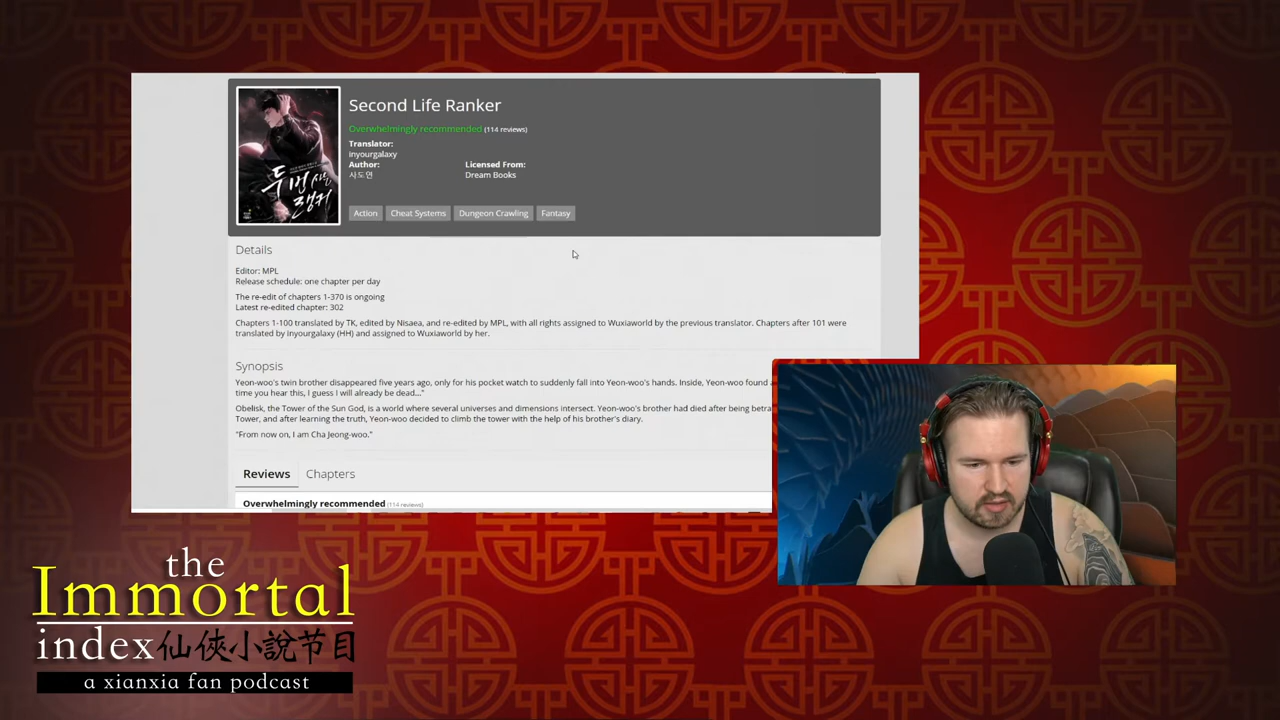 두 번 사는
랭커
Second Life Ranker
Overwhelmingly recommended (114 reviews)
Translator:
inyourgalaxy
Author:
사도연
Licensed From:
Dream Books
Action
Cheat Systems
Dungeon Crawling
Fantasy
Details
Editor: MPL
Release schedule: one chapter per day
The re-edit of chapters 1-370 is ongoing
Latest re-edited chapter: 302
Chapters 1-100 translated by TK, edited by Nisaea, and re-edited by MPL, with all rights assigned to Wuxiaworld by the previous translator. Chapters after 101 were
translated by inyourgalaxy (HH) and assigned to Wuxiaworld by her.
Synopsis
Yeon-woo's twin brother disappeared five years ago, only for his pocket watch to suddenly fall into Yeon-woo's hands. Inside, Yeon-woo found
time you hear this, I guess I will already be dead..."
Obelisk, the Tower of the Sun God, is a world where several universes and dimensions intersect. Yeon-woo's brother had died after being betra
Tower, and after learning the truth, Yeon-woo decided to climb the tower with the help of his brother's diary.
"From now on, I am Cha Jeong-woo."
Reviews
Chapters
Overwhelmingly recommended (114 reviews)
the
Immortal
index仙俠小說节目
a xianxia fan podcast